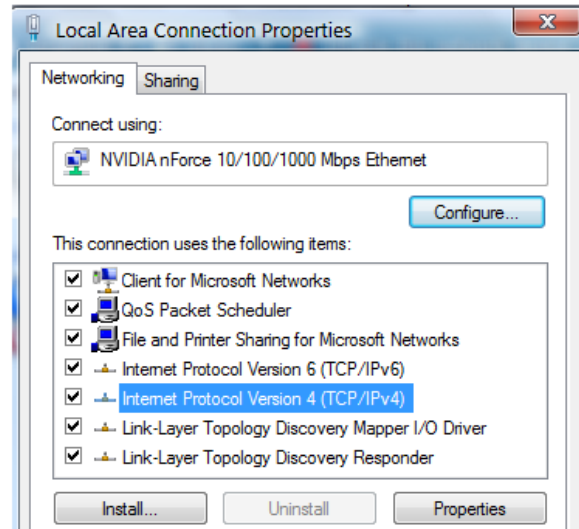 Local Area Connection Properties
Networking Sharing
Connect using:
NVIDIA nForce 10/100/1000 Mbps Ethernet
Configure...
This connection uses the following items:
Client for Microsoft Networks
QoS Packet Scheduler
File and Printer Sharing for Microsoft Networks
Internet Protocol Version 6 (TCP/IPv6)
Internet Protocol Version 4 (TCP/IPv4)
Link-Layer Topology Discovery Mapper I/O Driver
Link-Layer Topology Discovery Responder
Install... Uninstall Properties